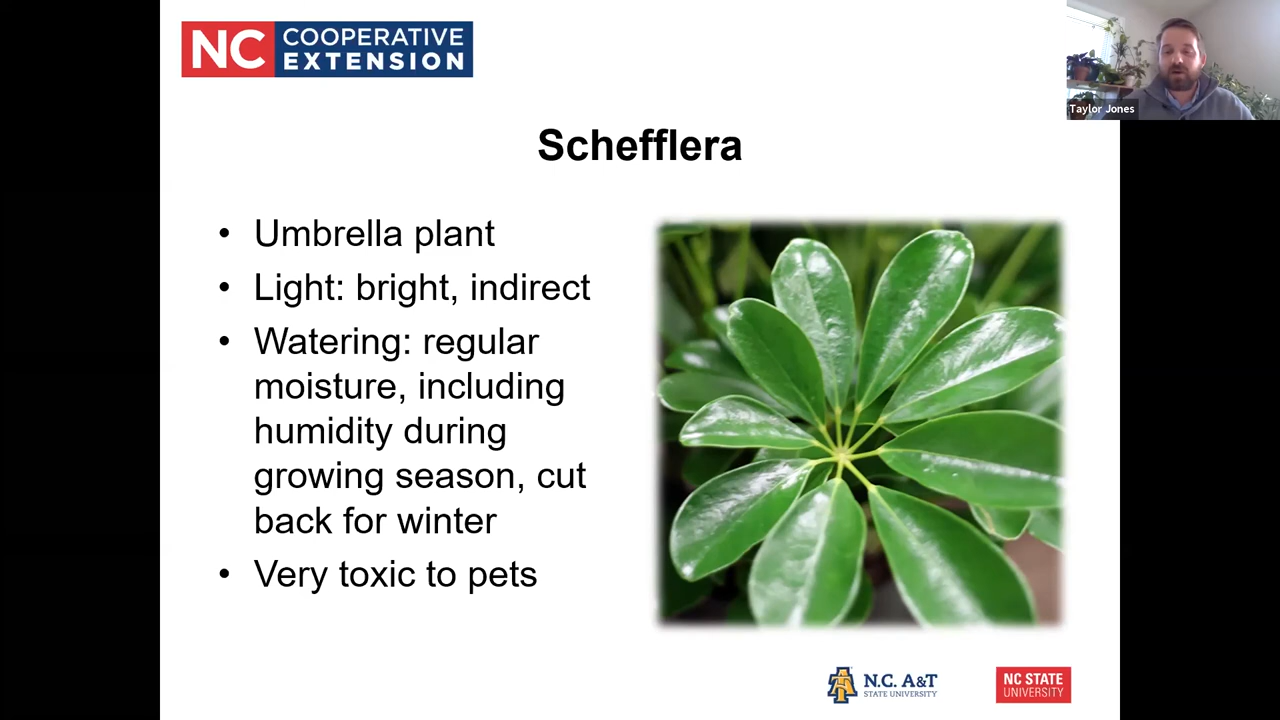 NC COOPERATIVE
EXTENSION
Taylor Jones
Schefflera
• Umbrella plant
• Light: bright, indirect
• Watering: regular
moisture, including
humidity during
growing season, cut
back for winter
• Very toxic to pets
N.C. A&T
STATE UNIVERSITY
NC STATE
UNIVERSITY